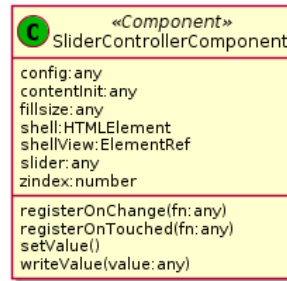 C «Component»
SliderControllerComponent
config:any
contentInit:any
fillsize:any
shell:HTMLElement
shellView:ElementRef
slider:any
zindex:number
registerOnChange(fn:any)
registerOnTouched(fn:any)
setValue()
writeValue(value:any)